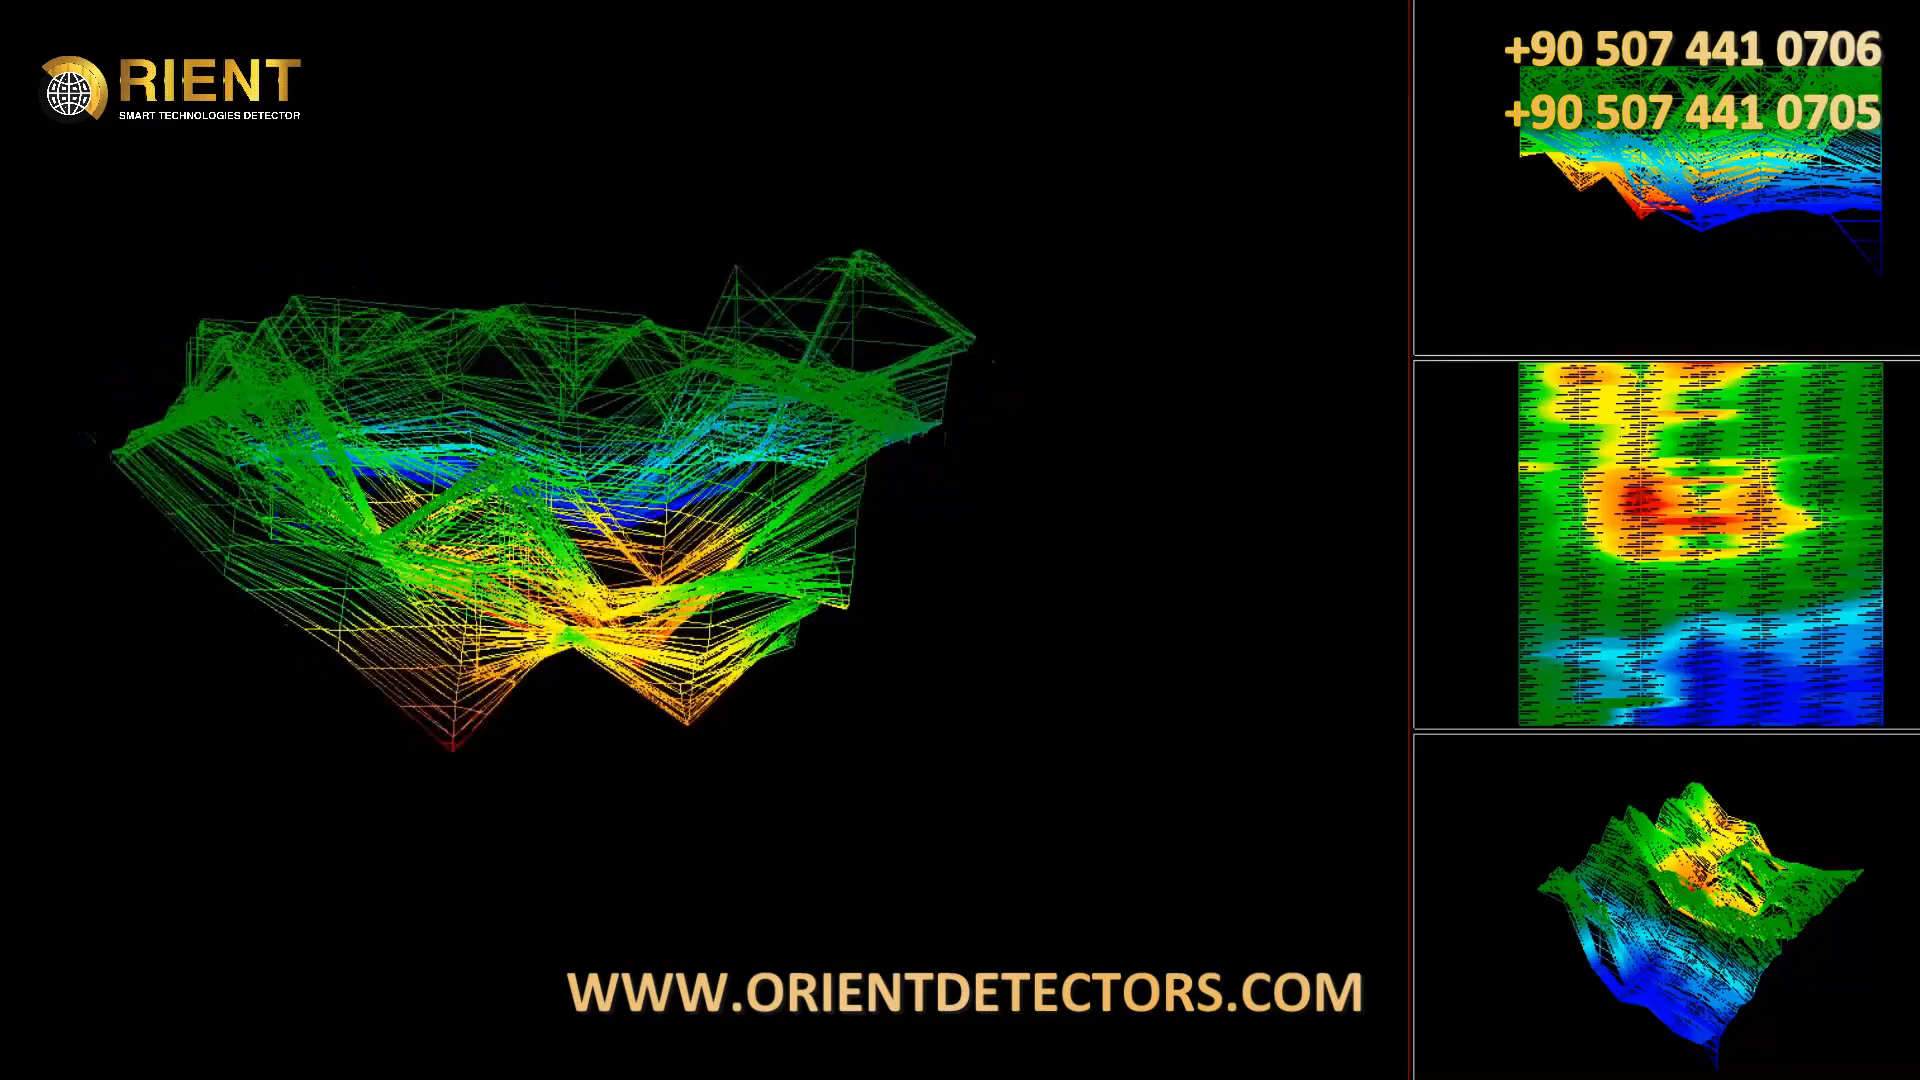 RIENT
SMART TECHNOLOGIES DETECTOR
+90 507 441 0706
+90 507 441 0705
WWW.ORIENTDETECTORS.COM